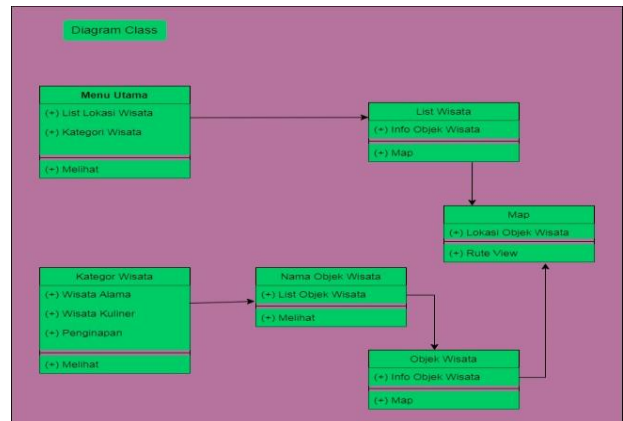 Diagram Class
Menu Utama
(+) List Lokasi Wisata
(+) Kategori Wisata
(+) Melihat
List Wisata
(+) Info Objek Wisata
(+) Map
Map
(+) Lokasi Objek Wisata
(+) Rute View
Kategor Wisata
(+) Wisata Alama
(+) Wisata Kuliner
(+) Penginapan
(+) Melihat
Nama Objek Wisata
(+) List Objek Wisata
(+) Melihat
Objek Wisata
(+) Info Objek Wisata
(+) Map